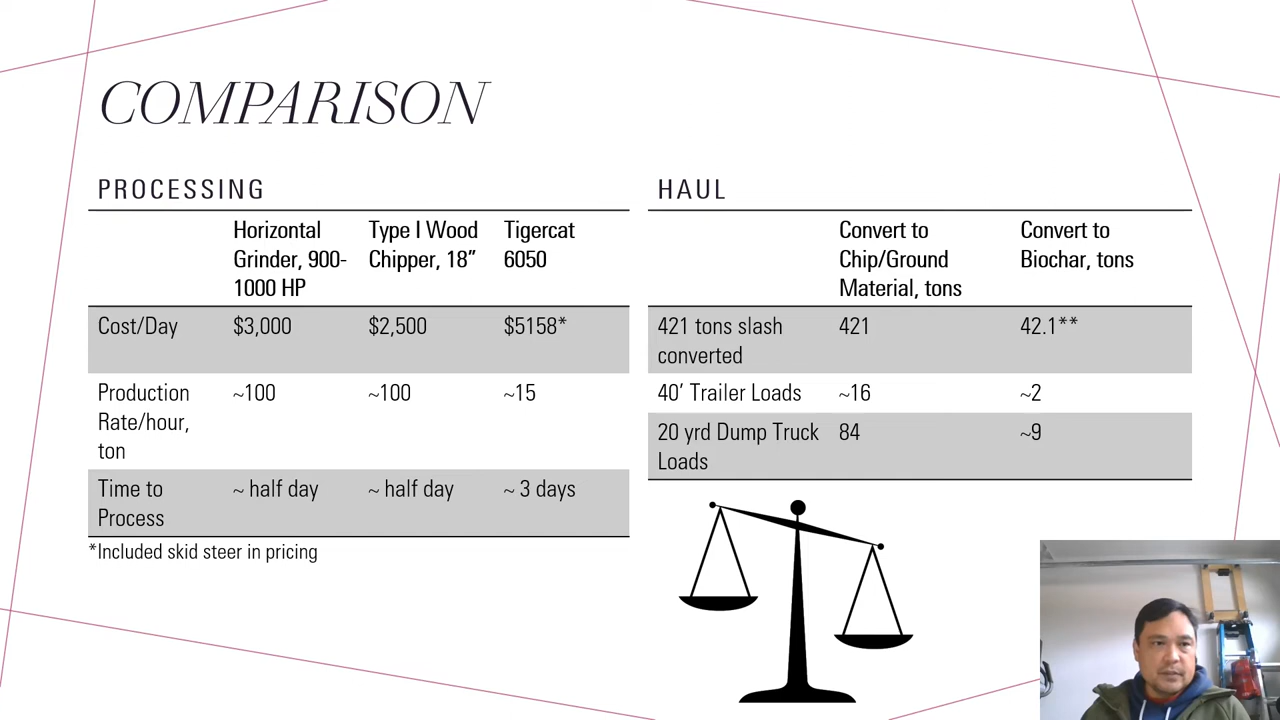 COMPARISON
PROCESSING
Horizontal Grinder, 900-1000 HP
Type I Wood Chipper, 18”
Tigercat 6050
Cost/Day $3,000 $2,500 $5158*
Production Rate/hour, ton ~100 ~100 ~15
Time to Process ~ half day ~ half day ~ 3 days
*Included skid steer in pricing
HAUL
Convert to Chip/Ground Material, tons
Convert to Biochar, tons
421 tons slash converted 421 42.1**
40’ Trailer Loads ~16 ~2
20 yrd Dump Truck Loads 84 ~9